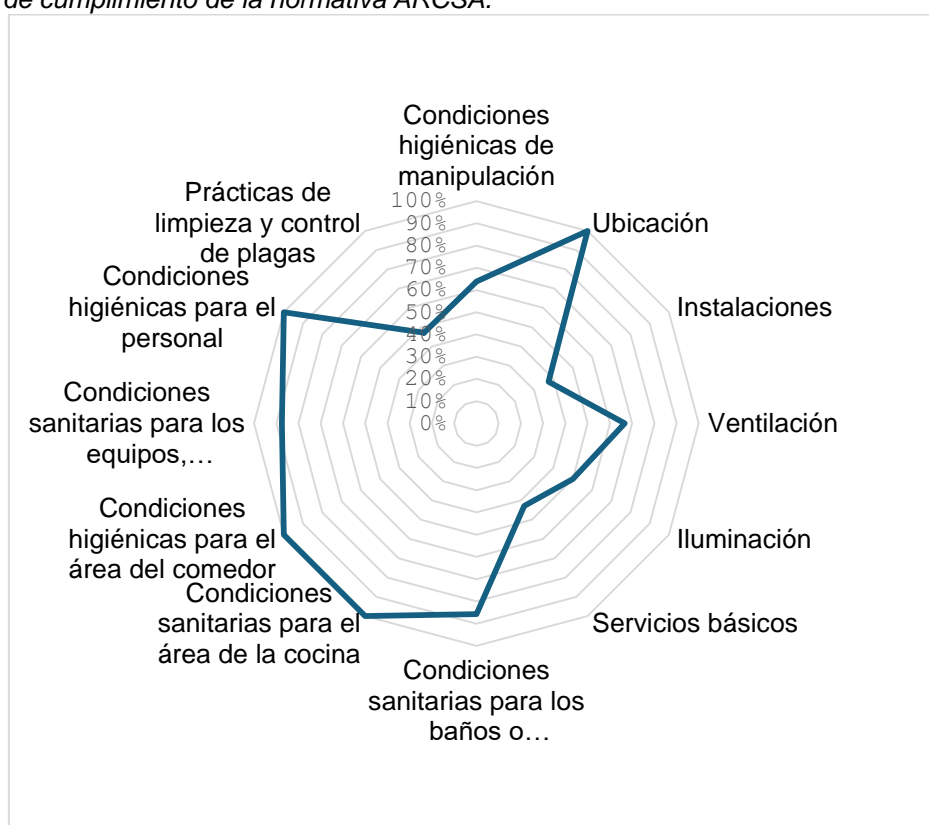 de cumplimiento de la normativa ARCSA.
Condiciones
higiénicas de
manipulación
Ubicación
Instalaciones
Ventilación
Iluminación
Servicios básicos
Condiciones
sanitarias para los
baños o…
Condiciones
sanitarias para el
área de la cocina
Condiciones
higiénicas para el
área del comedor
Condiciones
sanitarias para los
equipos,…
Condiciones
higiénicas para el
personal
Prácticas de
limpieza y control
de plagas
100%
90%
80%
70%
60%
50%
40%
30%
20%
10%
0%